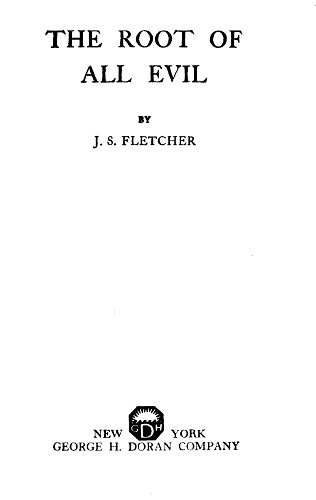 THE ROOT OF
ALL EVIL
BY
J. S. FLETCHER
NEW GDH YORK
GEORGE H. DORAN COMPANY